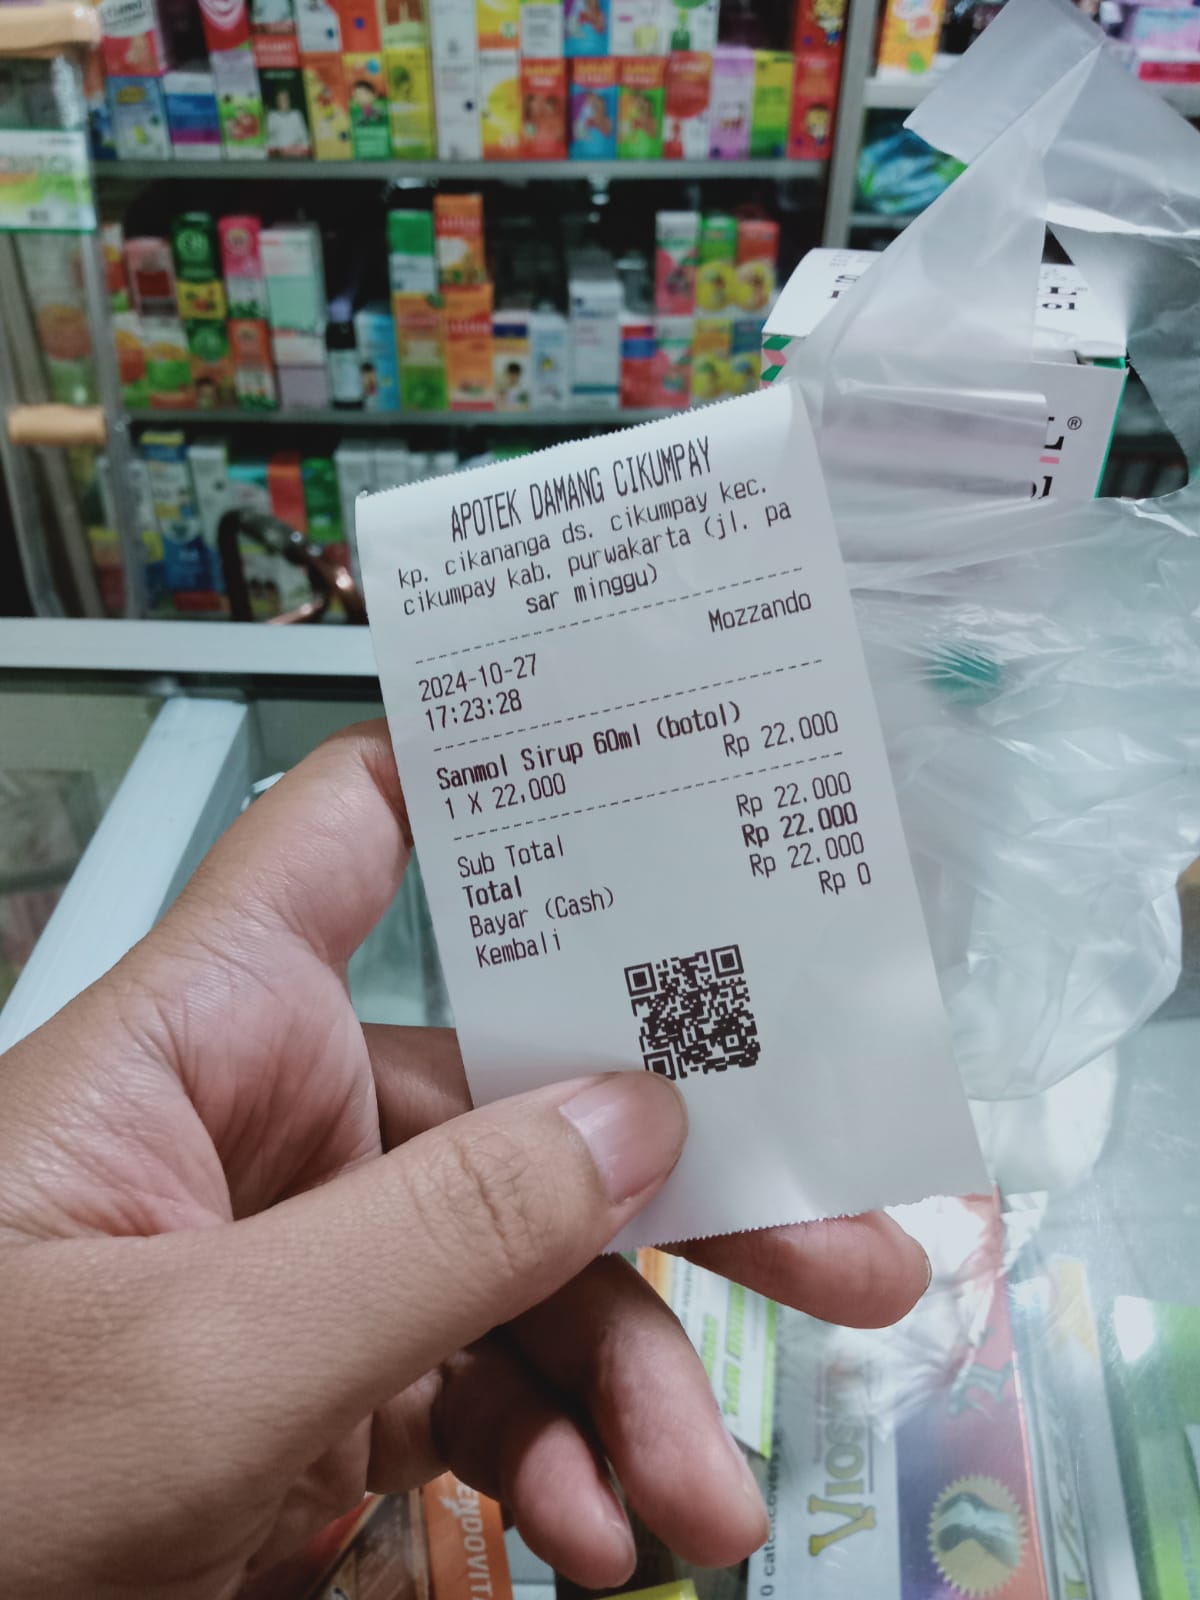 APOTEK DAMANG CIKUMPAY
kp. cikananga ds. cikumpay kec.
cikumpay kab. purwakarta (jl. pa
sar minggu)
Mozzando
2024-10-27
17:23:28
Sanmol Sirup 60ml (botol)
1 X 22,000 Rp 22.000
Sub Total Rp 22.000
Total Rp 22.000
Bayar (Cash) Rp 22.000
Kembali Rp 0